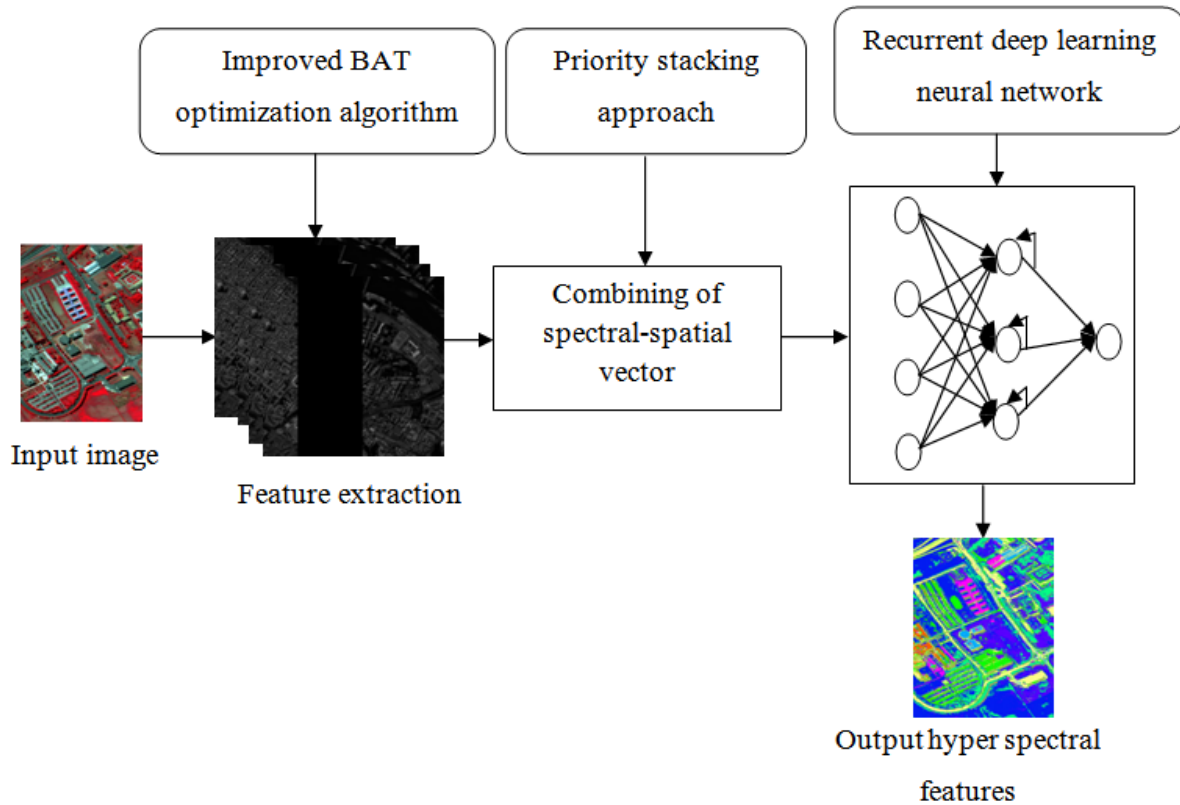 Improved BAT
optimization algorithm
Priority stacking
approach
Recurrent deep learning
neural network
Input image
Feature extraction
Combining of
spectral-spatial
vector
Output hyper spectral
features